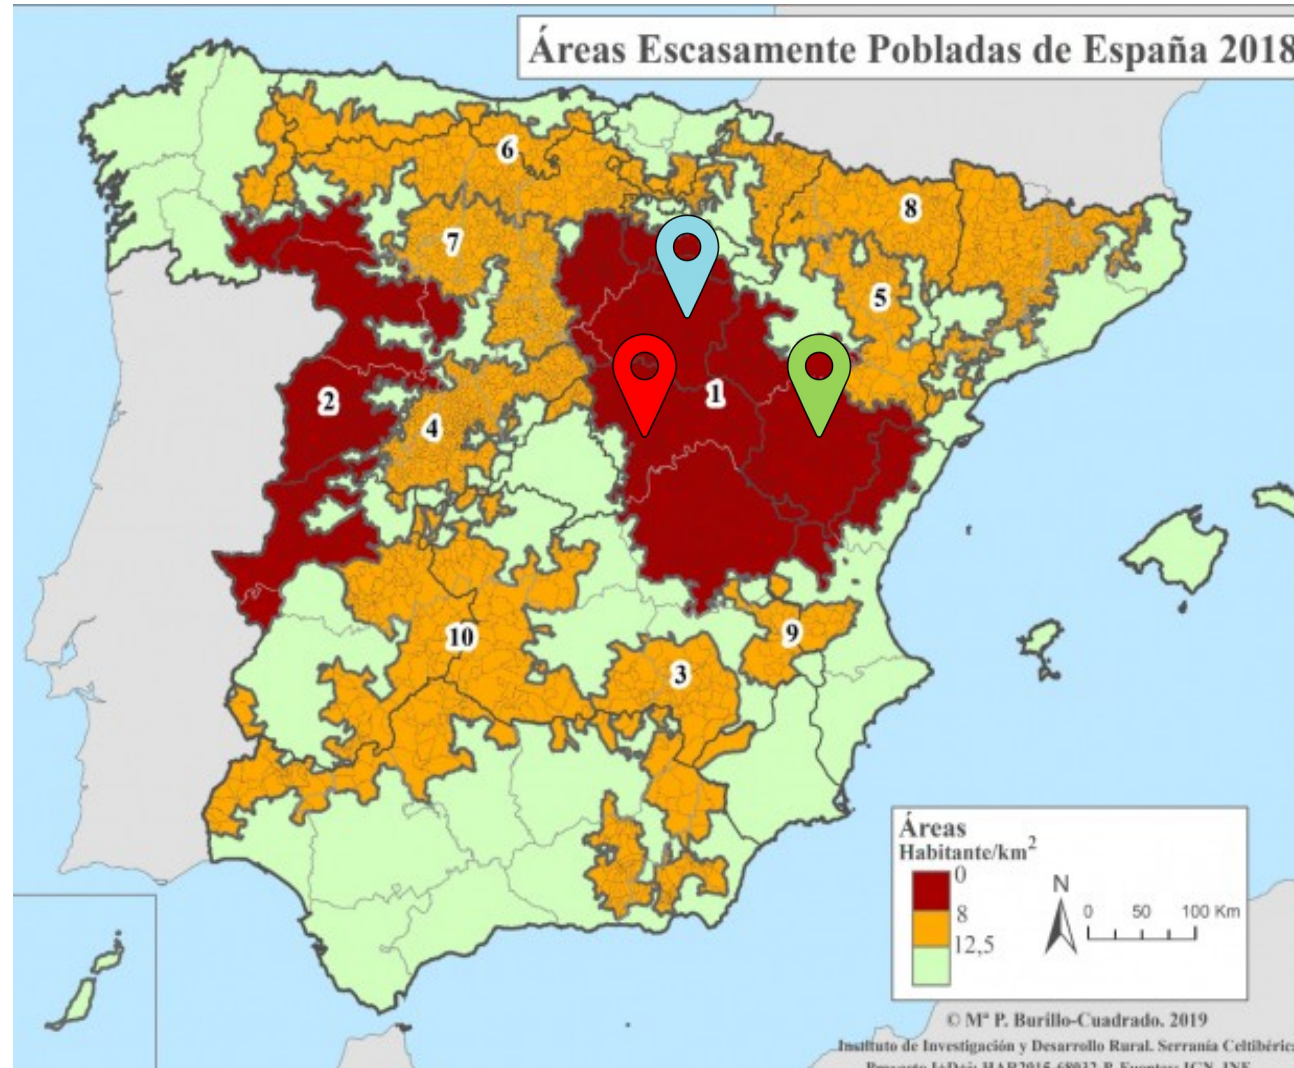 Áreas Escasamente Pobladas de España 2018
6
8
7
5
1
2
4
10
9
3
Áreas
Habitante/km²
0
8
12,5
N
0 50 100 Km
© Mª P. Burillo-Cuadrado. 2019
Instituto de Investigación y Desarrollo Rural. Serranía Celtibérica